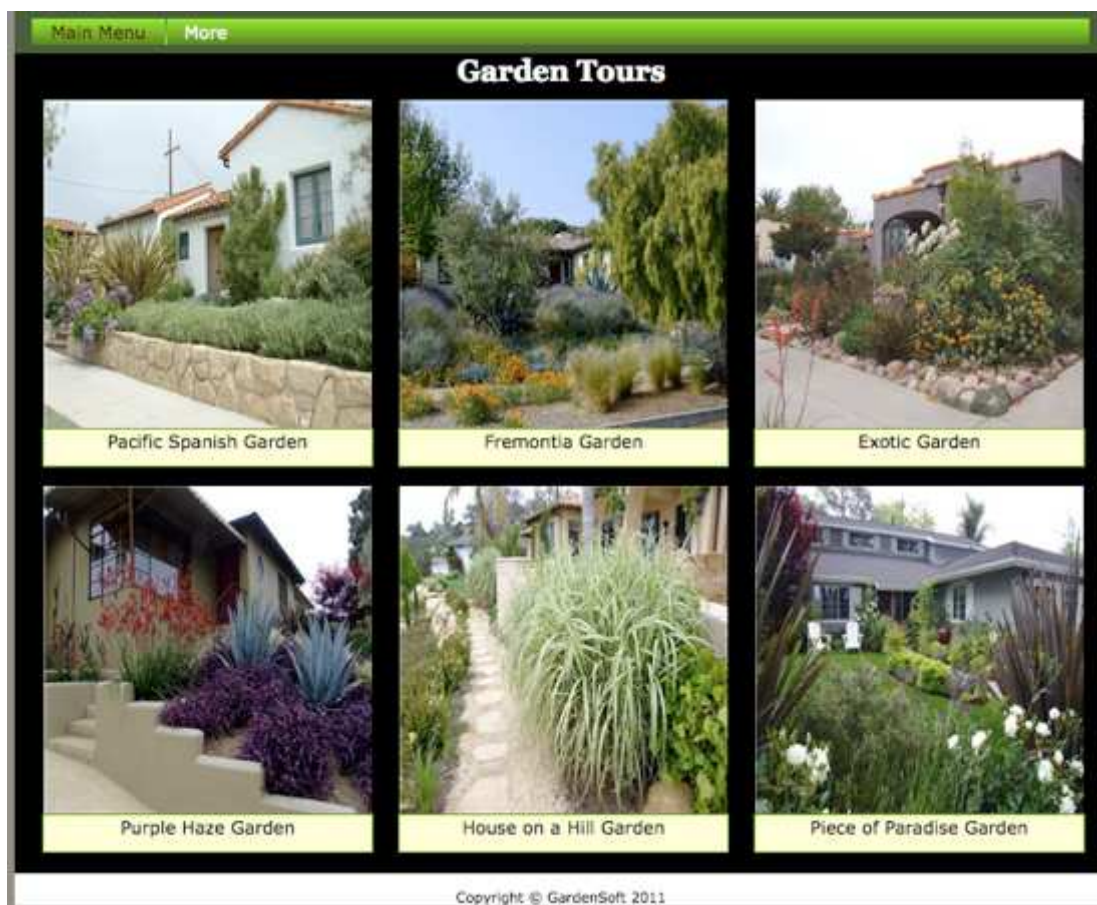 Main Menu More
Garden Tours
Pacific Spanish Garden
Fremontia Garden
Exotic Garden
Purple Haze Garden
House on a Hill Garden
Piece of Paradise Garden
Copyright © GardenSoft 2011